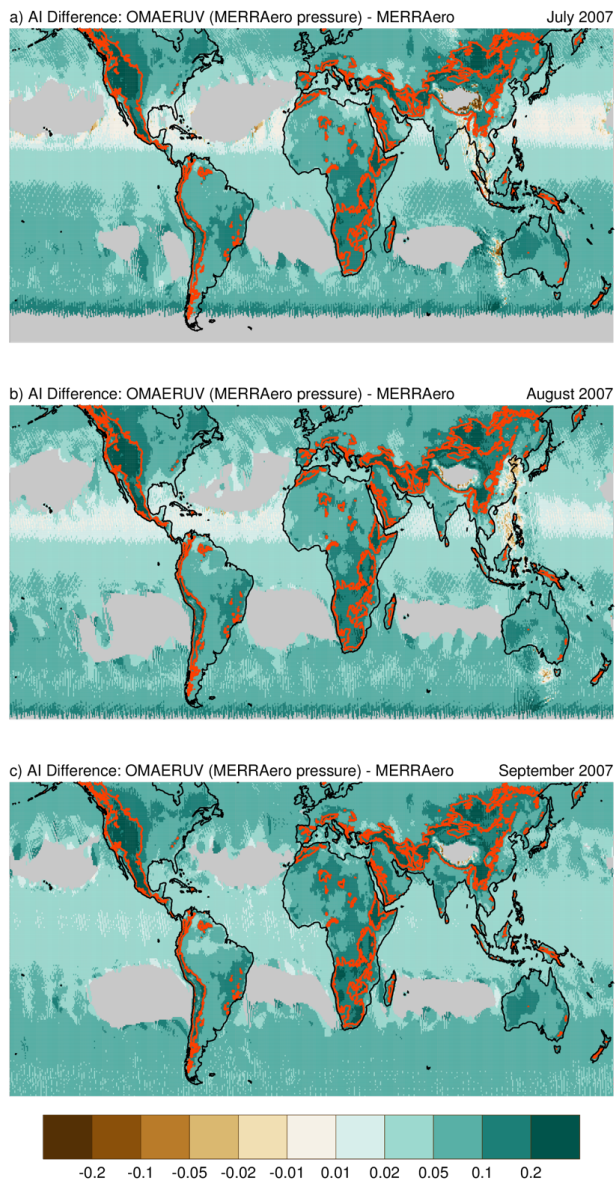 a) AI Difference: OMAERUV (MERRAero pressure) - MERRAero July 2007
b) AI Difference: OMAERUV (MERRAero pressure) - MERRAero August 2007
c) AI Difference: OMAERUV (MERRAero pressure) - MERRAero September 2007
-0.2 -0.1 -0.05 -0.02 -0.01 0.01 0.02 0.05 0.1 0.2